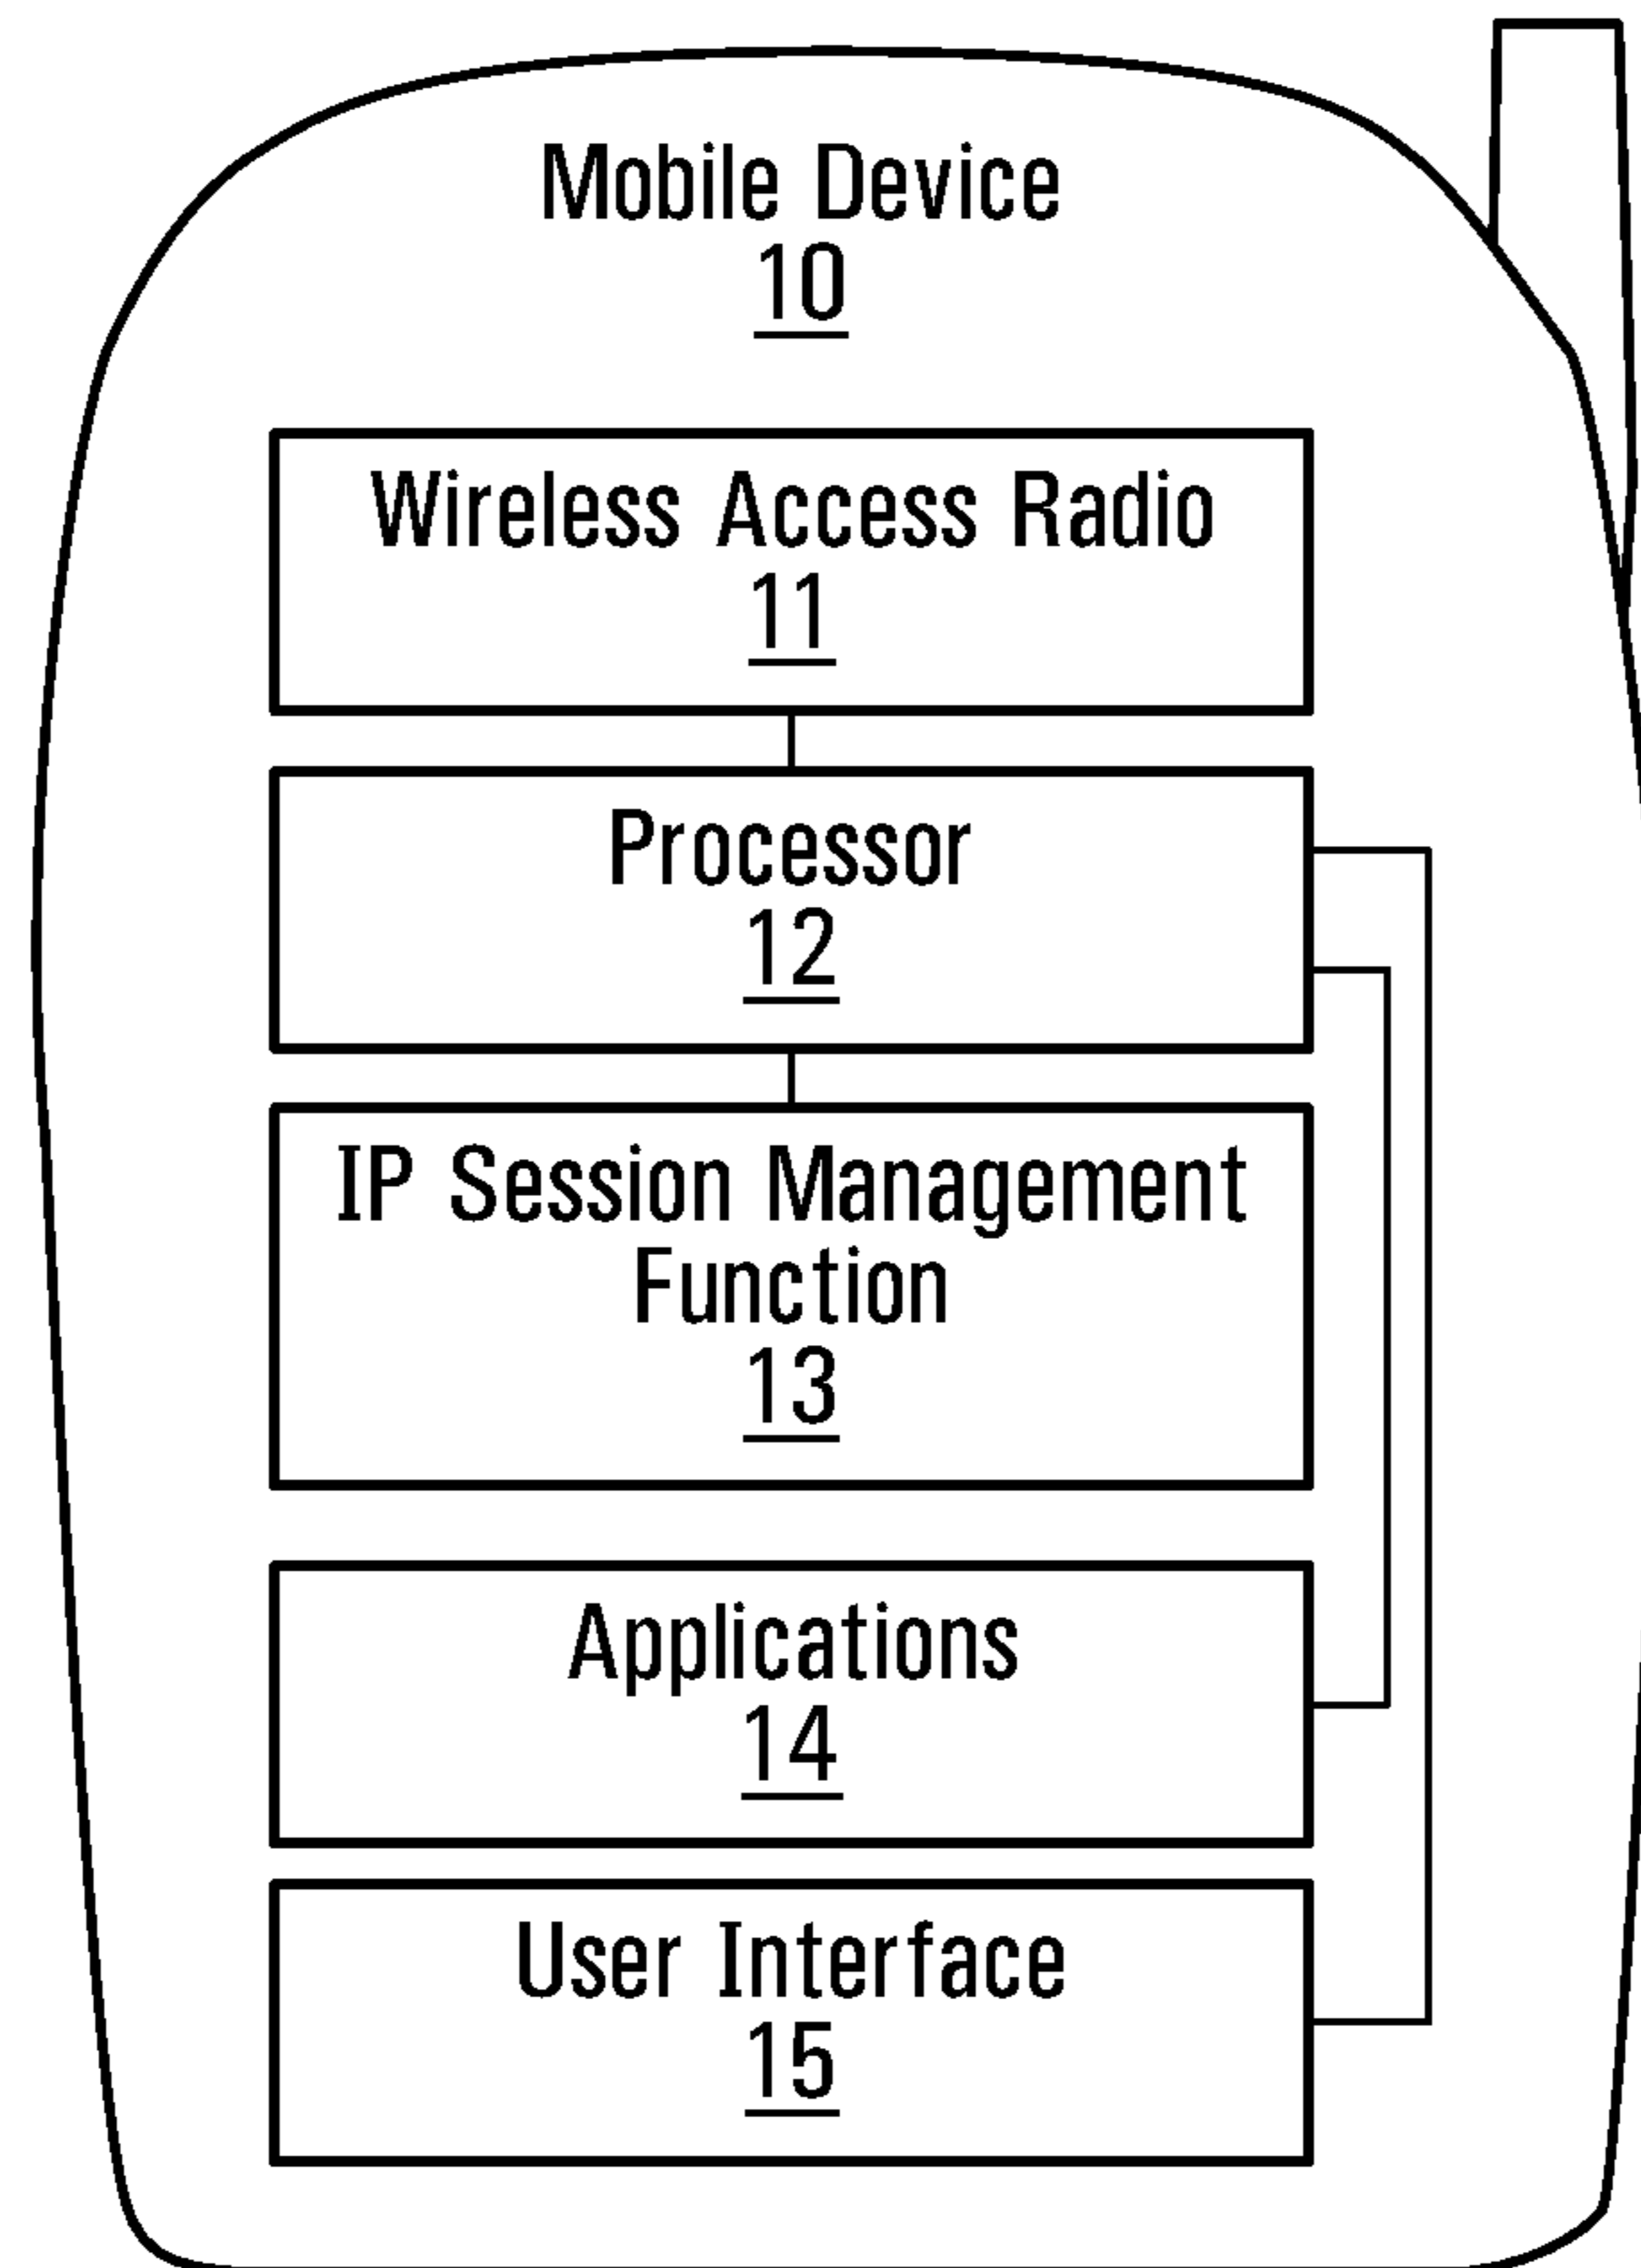 Mobile Device
10
Wireless Access Radio
11
Processor
12
IP Session Management
Function
13
Applications
14
User Interface
15